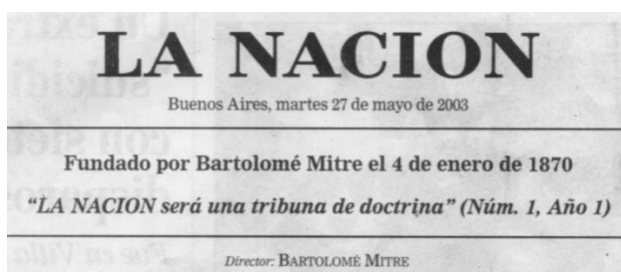 LA NACION
Buenos Aires, martes 27 de mayo de 2003
Fundado por Bartolomé Mitre el 4 de enero de 1870
“LA NACION será una tribuna de doctrina” (Núm. 1, Año 1)
Director: BARTOLOMÉ MITRE